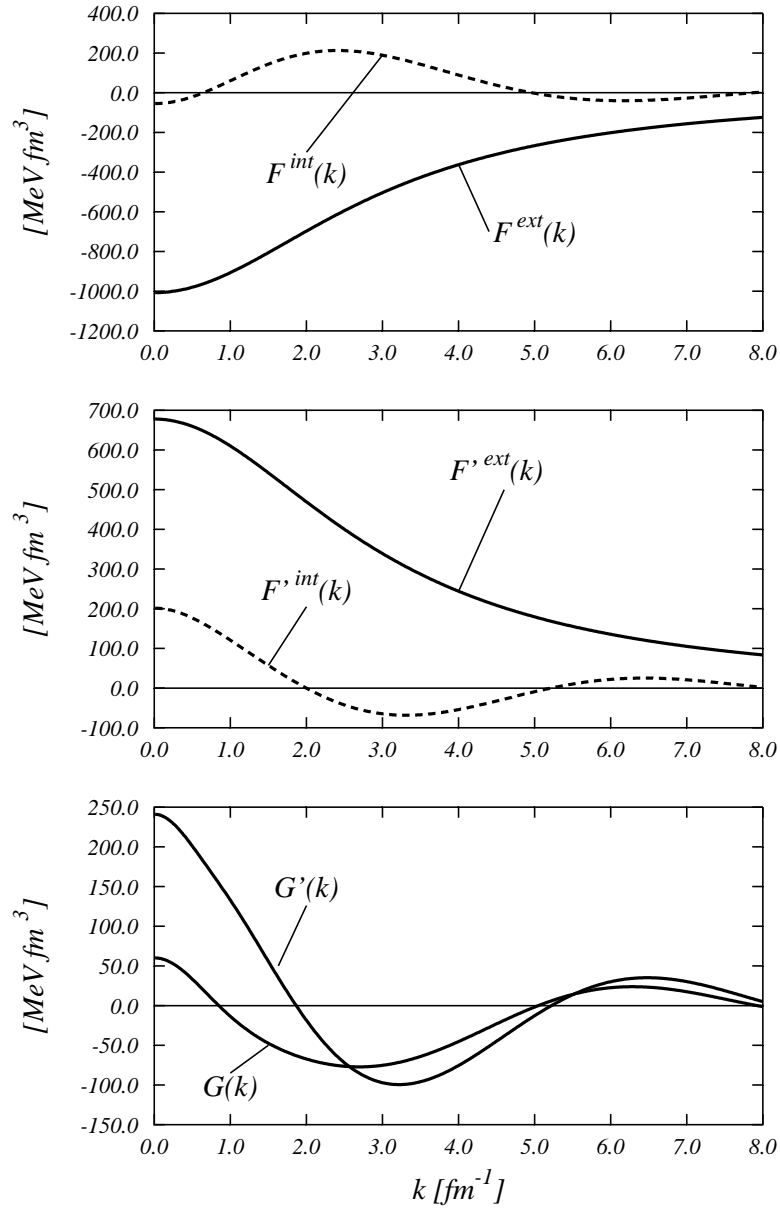 400.0
200.0
0.0
-200.0
-400.0
-600.0
-800.0
-1000.0
-1200.0
[MeV fm³]
F^int(k)
F^ext(k)
0.0 1.0 2.0 3.0 4.0 5.0 6.0 7.0 8.0
700.0
600.0
500.0
400.0
300.0
200.0
100.0
0.0
-100.0
[MeV fm³]
F'^ext(k)
F'^int(k)
0.0 1.0 2.0 3.0 4.0 5.0 6.0 7.0 8.0
250.0
200.0
150.0
100.0
50.0
0.0
-50.0
-100.0
-150.0
[MeV fm³]
G'(k)
G(k)
0.0 1.0 2.0 3.0 4.0 5.0 6.0 7.0 8.0
k [fm⁻¹]